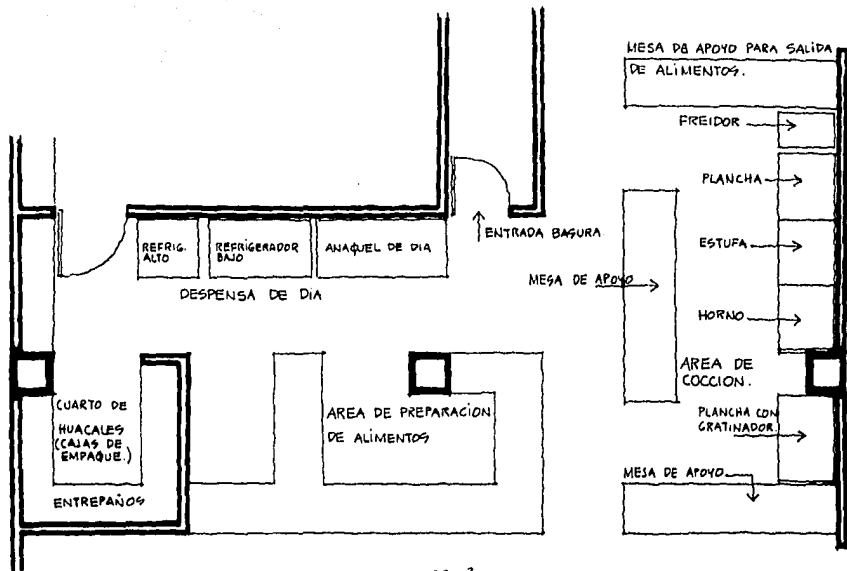 MESA DE APOYO PARA SALIDA
DE ALIMENTOS.
FREIDOR
PLANCHA
ENTRADA BASURA
REFRIG.
ALTO
REFRIGERADOR
BAJO
ANAQUEL DE DIA
ESTUFA
MESA DE APOYO
DESPENSA DE DIA
HORNO
AREA DE
COCCION.
CUARTO DE
HUACALES
(CAJAS DE
EMPAQUE.)
AREA DE PREPARACION
DE ALIMENTOS
PLANCHA CON
GRATINADOR.
MESA DE APOYO
ENTREPAÑOS